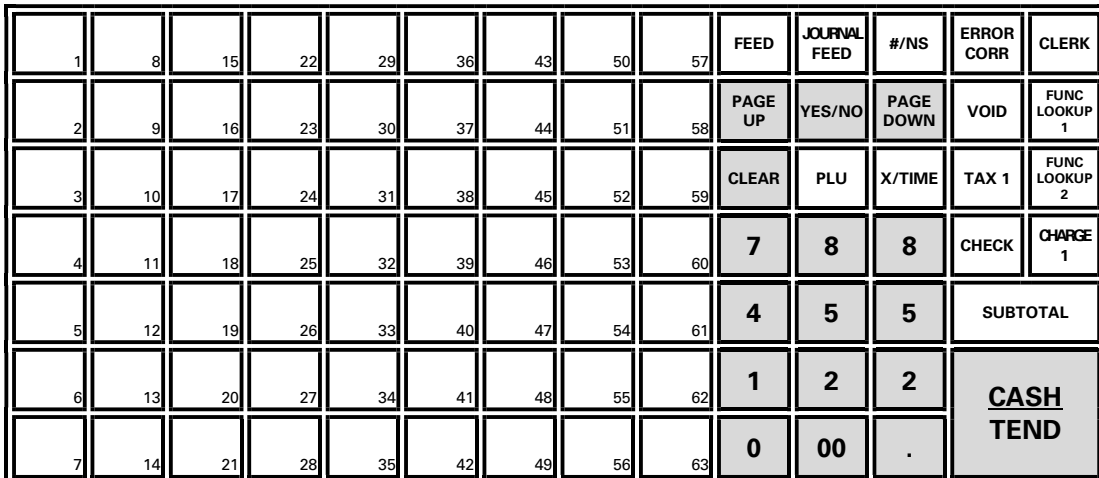 1 8 15 22 29 36 43 50 57 FEED JOURNAL FEED #/NS ERROR CORR CLERK
2 9 16 23 30 37 44 51 58 PAGE UP YES/NO PAGE DOWN VOID FUNC LOOKUP 1
3 10 17 24 31 38 45 52 59 CLEAR PLU X/TIME TAX 1 FUNC LOOKUP 2
4 11 18 25 32 39 46 53 60 7 8 8 CHECK CHARGE 1
5 12 19 26 33 40 47 54 61 4 5 5 SUBTOTAL
6 13 20 27 34 41 48 55 62 1 2 2 CASH TEND
7 14 21 28 35 42 49 56 63 0 00 .